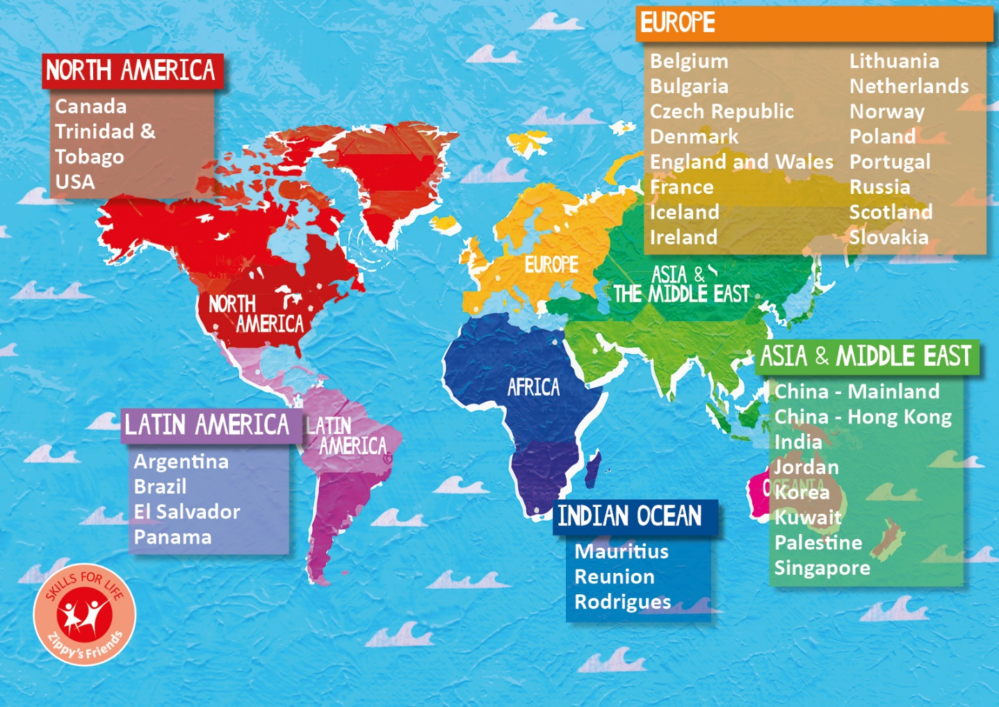 NORTH AMERICA
Canada
Trinidad &
Tobago
USA
EUROPE
Belgium
Bulgaria
Czech Republic
Denmark
England and Wales
France
Iceland
Ireland
Lithuania
Netherlands
Norway
Poland
Portugal
Russia
Scotland
Slovakia
NORTH
AMERICA
EUROPE
ASIA &
THE MIDDLE EAST
AFRICA
LATIN
AMERICA
OCEANIA
ASIA & MIDDLE EAST
China - Mainland
China - Hong Kong
India
Jordan
Korea
Kuwait
Palestine
Singapore
LATIN AMERICA
Argentina
Brazil
El Salvador
Panama
INDIAN OCEAN
Mauritius
Reunion
Rodrigues
SKILLS FOR LIFE
Zippy's Friends